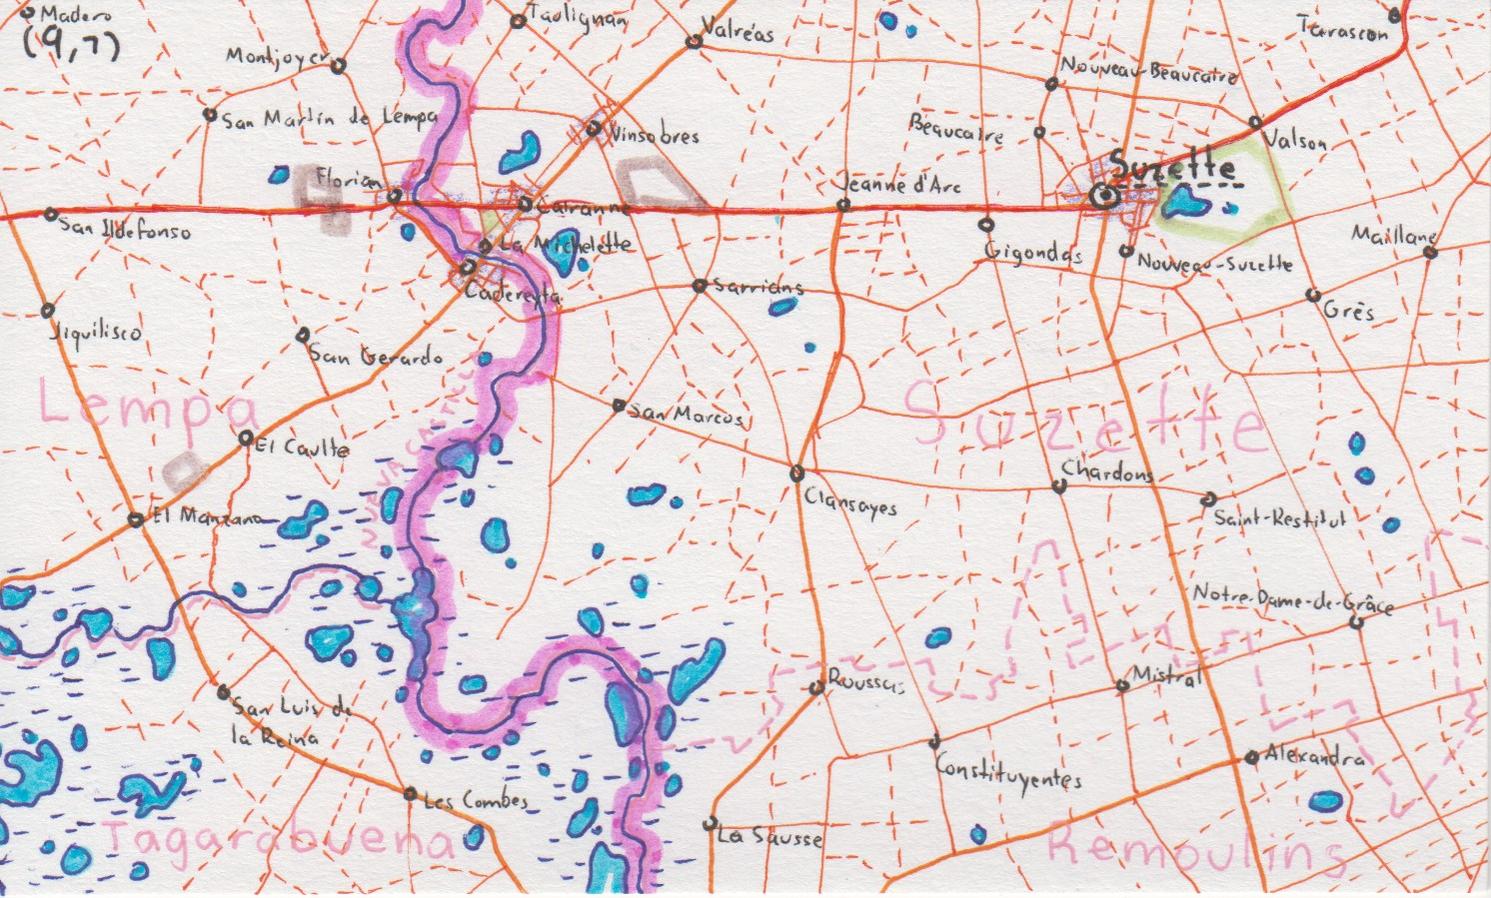 Madero
(9,7)
Taulignan
Valréas
Tarascon
Montjoyer
Nouveau-Beaucaire
San Martín de Lempa
Vinsobres
Beaucaire
Valson
Suzette
Florian
Jeanne d'Arc
Cairanne
San Ildefonso
La Michelette
Gigondas
Nouveau-Suzette
Maillane
Cadereyta
Sarrians
Grès
Jiquilisco
San Gerardo
Lempa
Suzette
San Marcos
El Caulte
Chardons
Clansayes
El Manzano
Saint-Restitut
Notre-Dame-de-Grâce
Mistral
San Luis de
la Reina
Constituyentes
Alexandra
Les Combes
La Sausse
Tagarabuena
Remoulins